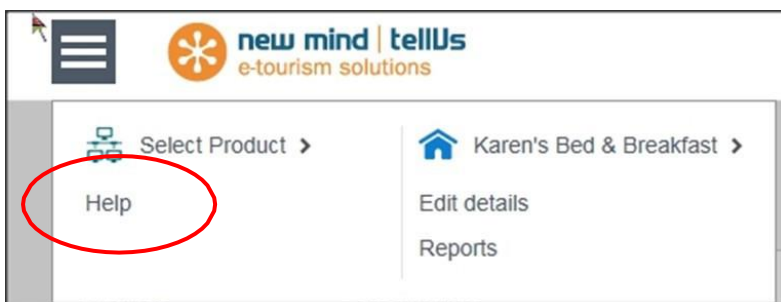 new mind | tellUs
e-tourism solutions
Select Product >
Karen's Bed & Breakfast >
Help
Edit details
Reports